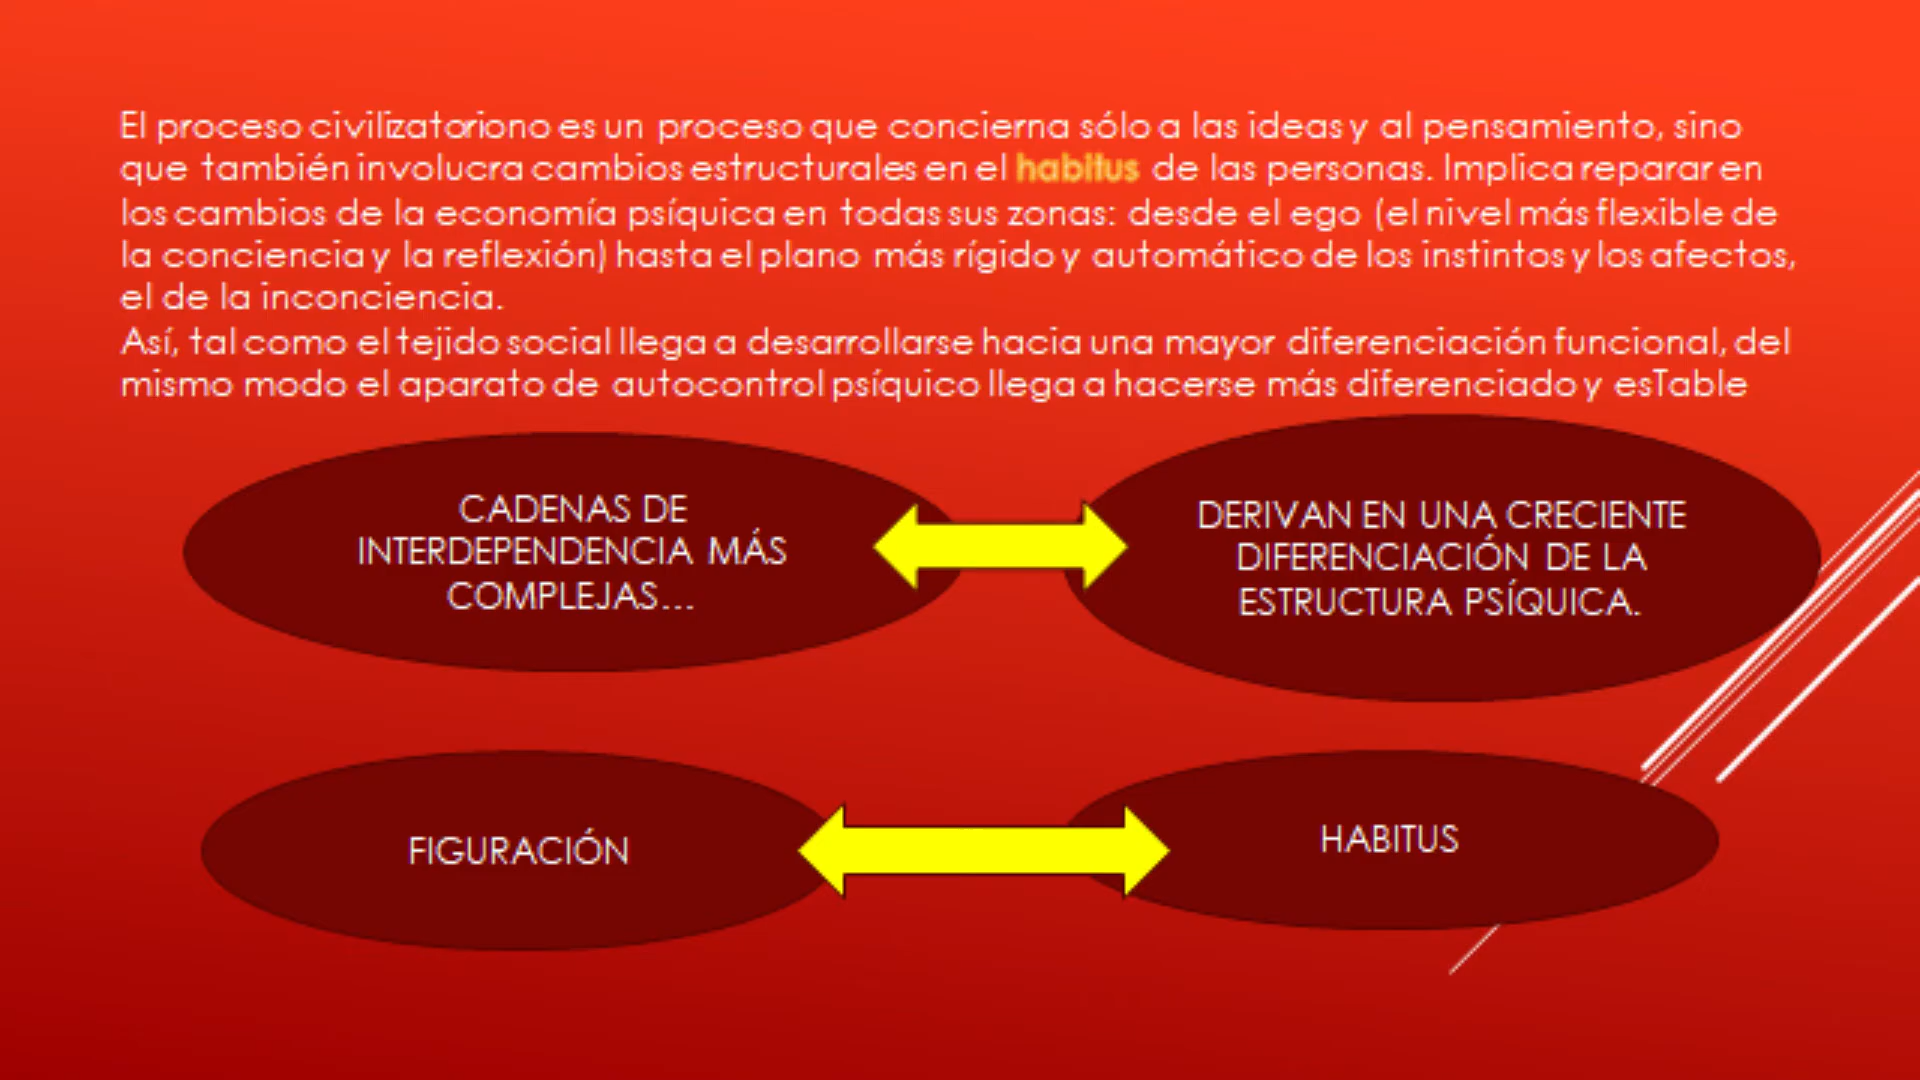 El proceso civilizatoriono es un proceso que concierna sólo a las ideas y al pensamiento, sino
que también involucra cambios estructurales en el habitus de las personas. Implica reparar en
los cambios de la economía psíquica en todas sus zonas: desde el ego (el nivel más flexible de
la conciencia y la reflexión) hasta el plano más rígido y automático de los instintos y los afectos,
el de la inconciencia.
Así, tal como el tejido social llega a desarrollarse hacia una mayor diferenciación funcional, del
mismo modo el aparato de autocontrol psíquico llega a hacerse más diferenciado y esTable
CADENAS DE
INTERDEPENDENCIA MÁS
COMPLEJAS...
DERIVAN EN UNA CRECIENTE
DIFERENCIACIÓN DE LA
ESTRUCTURA PSÍQUICA.
FIGURACIÓN
HABITUS